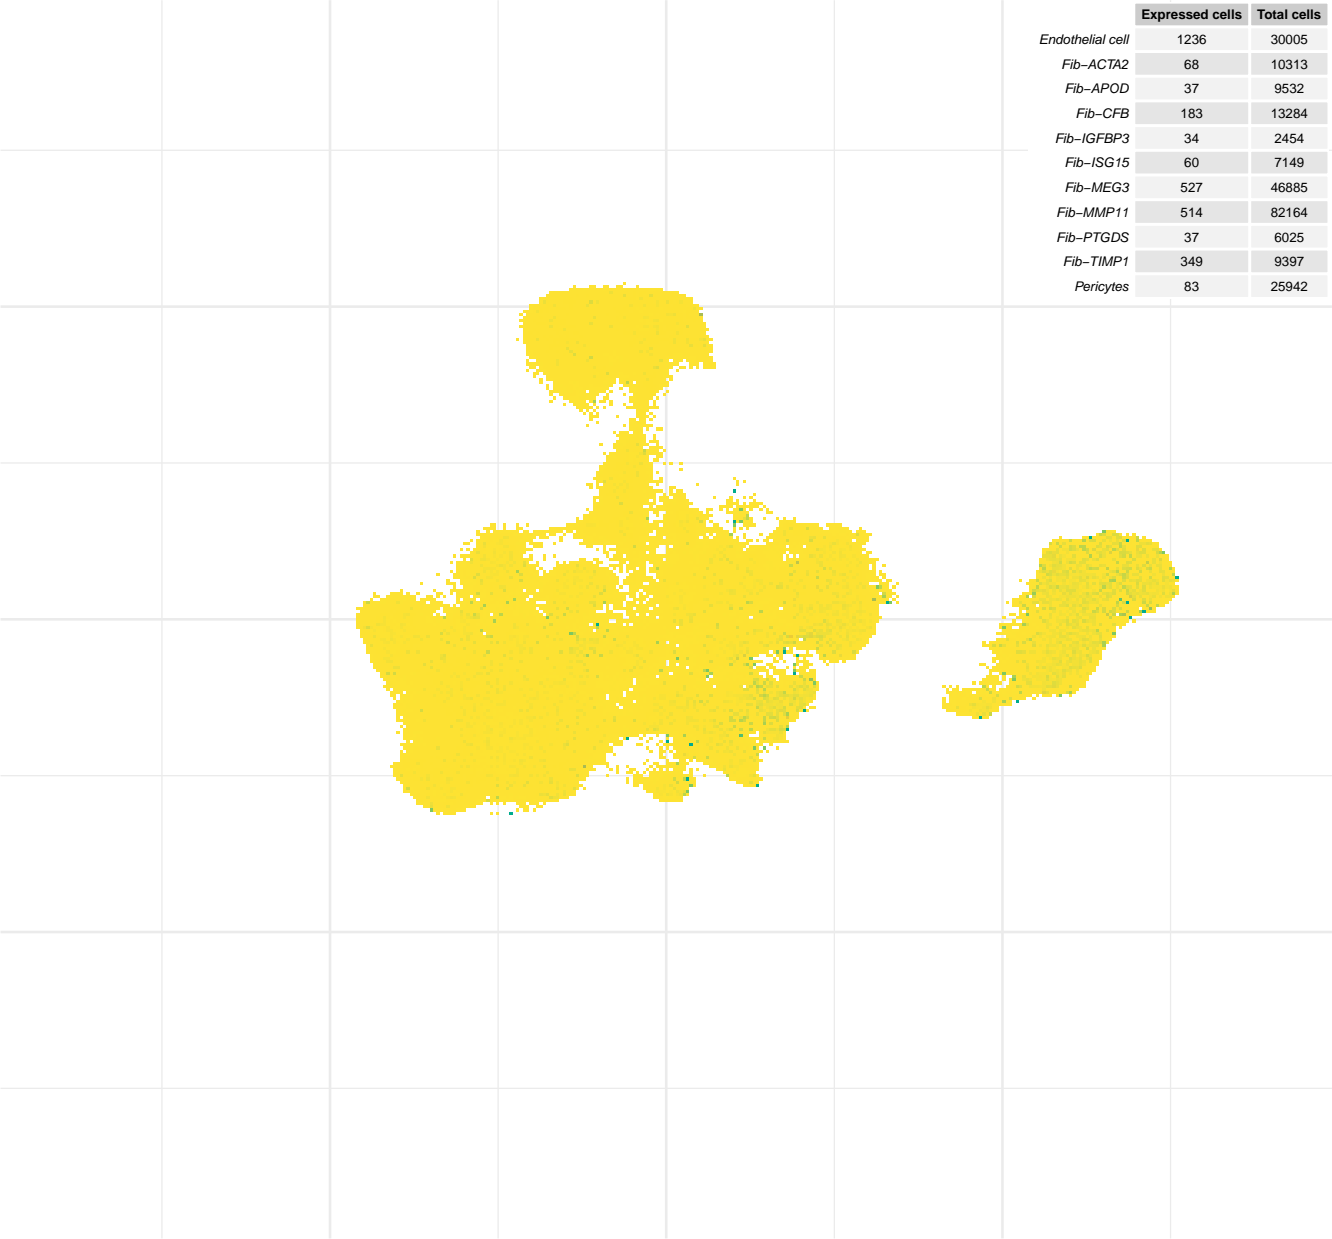 Expressed cells Total cells
Endothelial cell 1236 30005
Fib−ACTA2 68 10313
Fib−APOD 37 9532
Fib−CFB 183 13284
Fib−IGFBP3 34 2454
Fib−ISG15 60 7149
Fib−MEG3 527 46885
Fib−MMP11 514 82164
Fib−PTGDS 37 6025
Fib−TIMP1 349 9397
Pericytes 83 25942